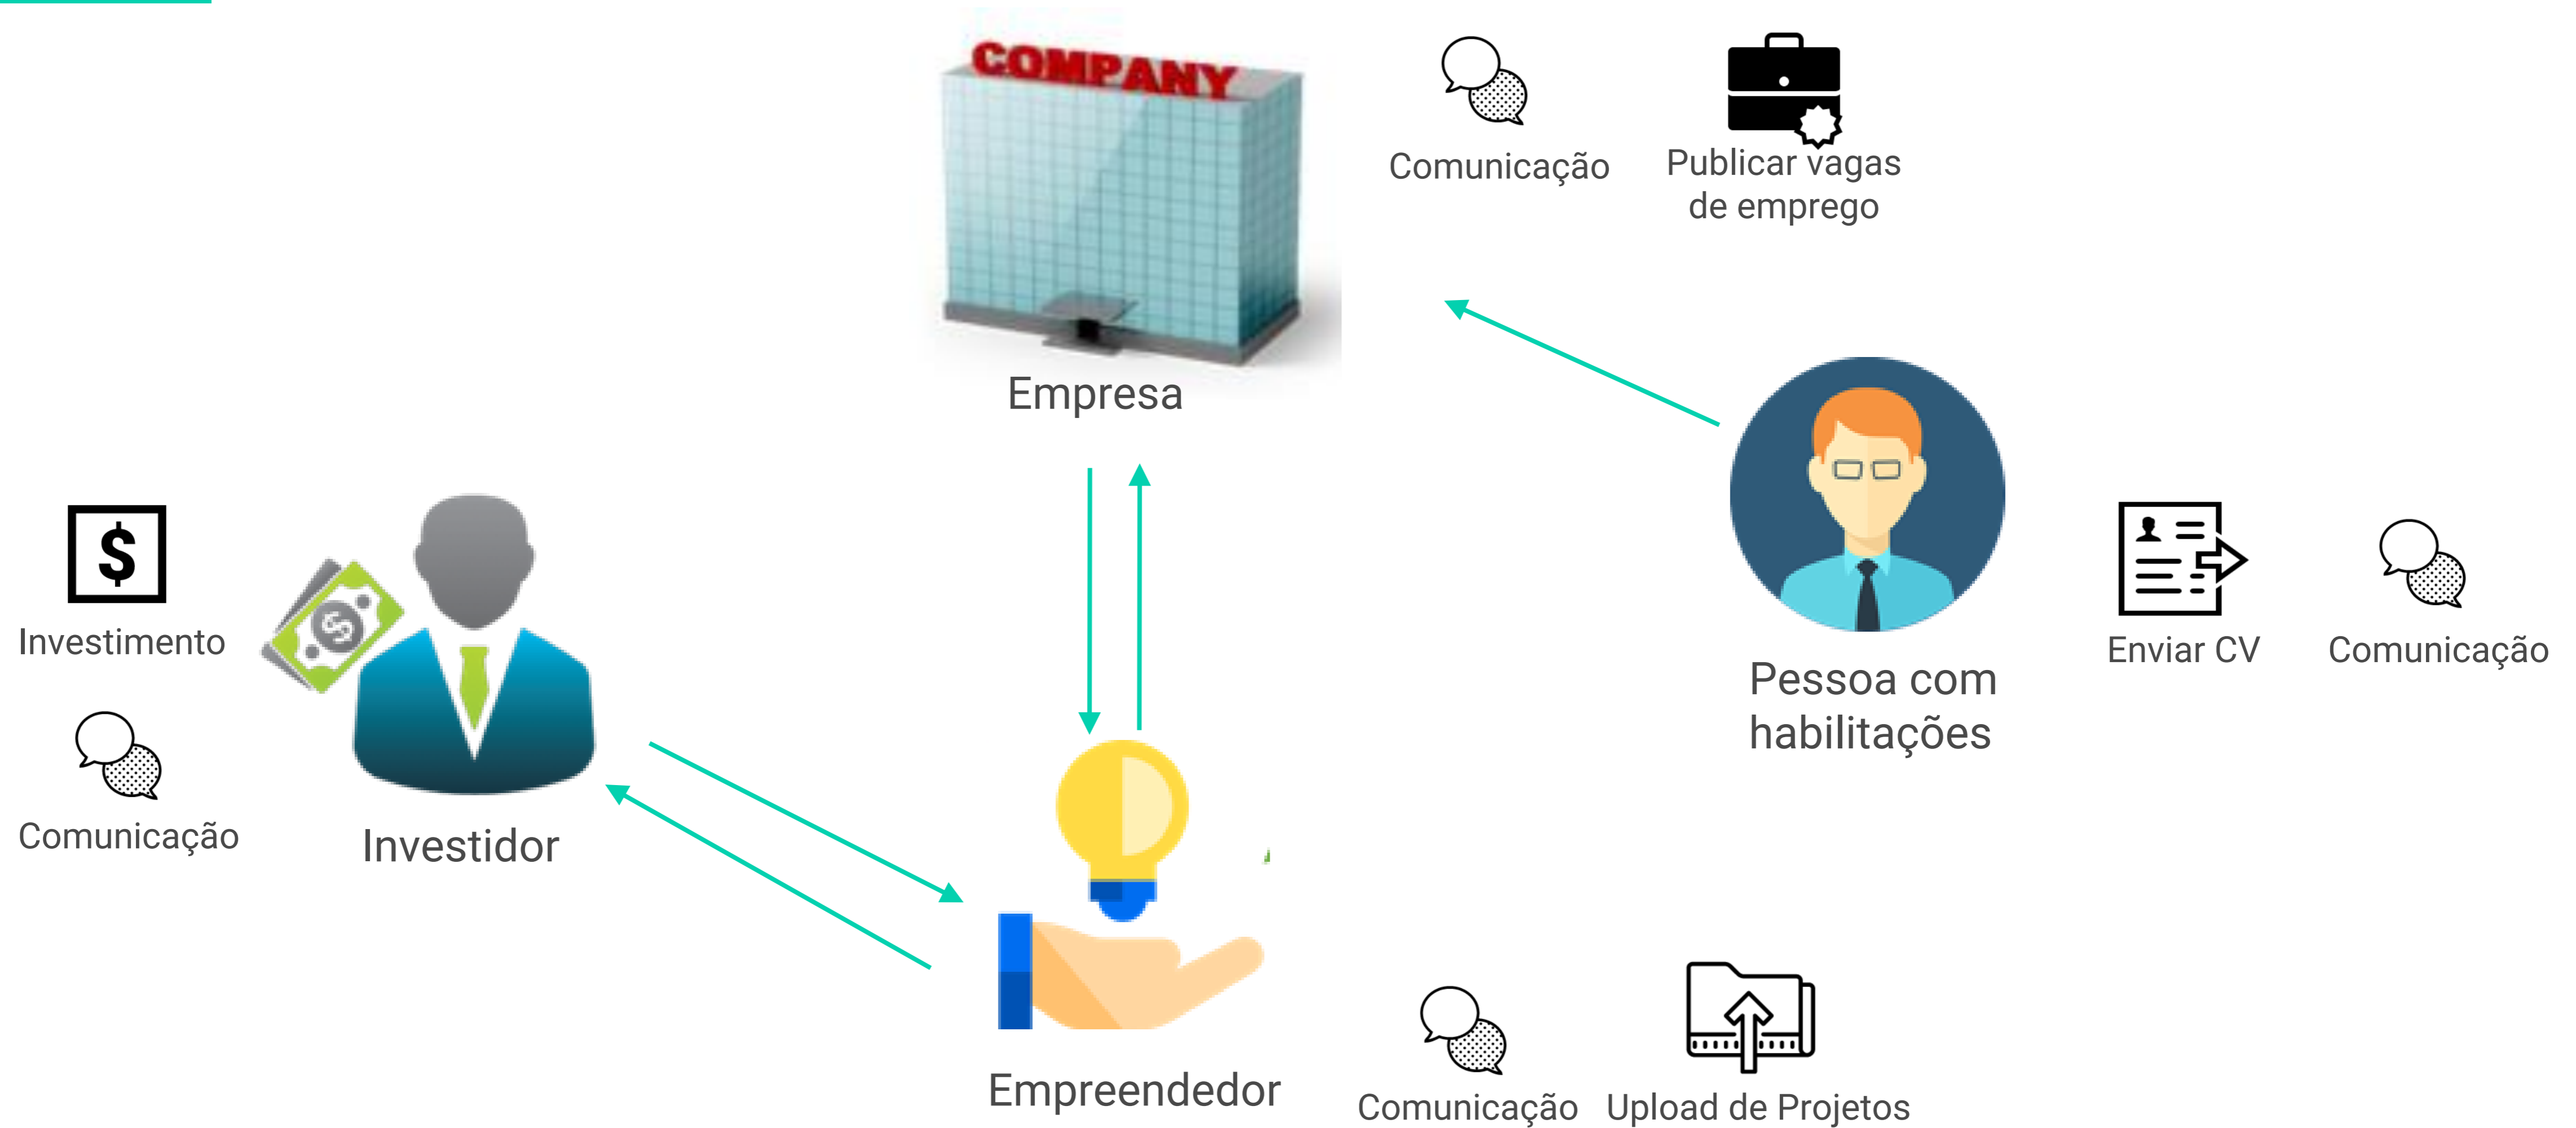 COMPANY
Comunicação
Publicar vagas
de emprego
Empresa
$
Investimento
Comunicação
Investidor
$
Pessoa com
habilitações
Enviar CV
Comunicação
Empreendedor
Comunicação
Upload de Projetos